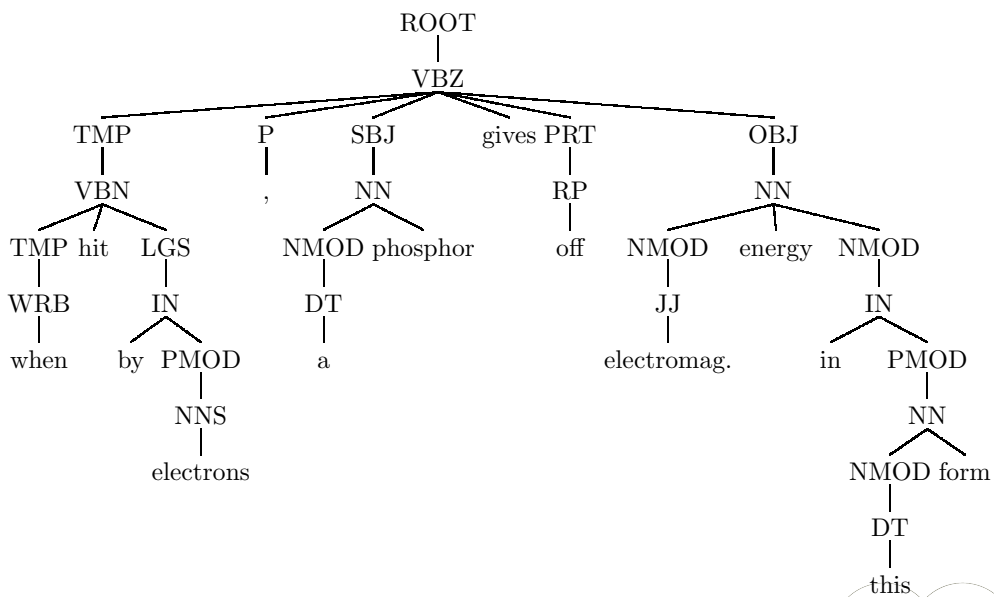 ROOT
VBZ
TMP P SBJ gives PRT OBJ
VBN , NN RP NN
TMP hit LGS NMOD phosphor off NMOD energy NMOD
WRB IN DT JJ IN
when by PMOD a electromag. in PMOD
NNS NN
electrons NMOD form
DT
this